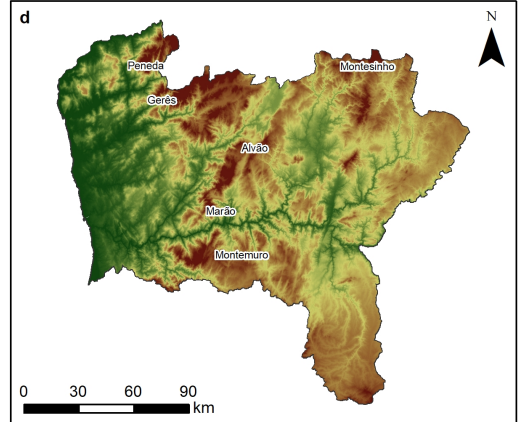 d
N
Peneda
Montesinho
Gerês
Alvão
Marão
Montemuro
0 30 60 90
km